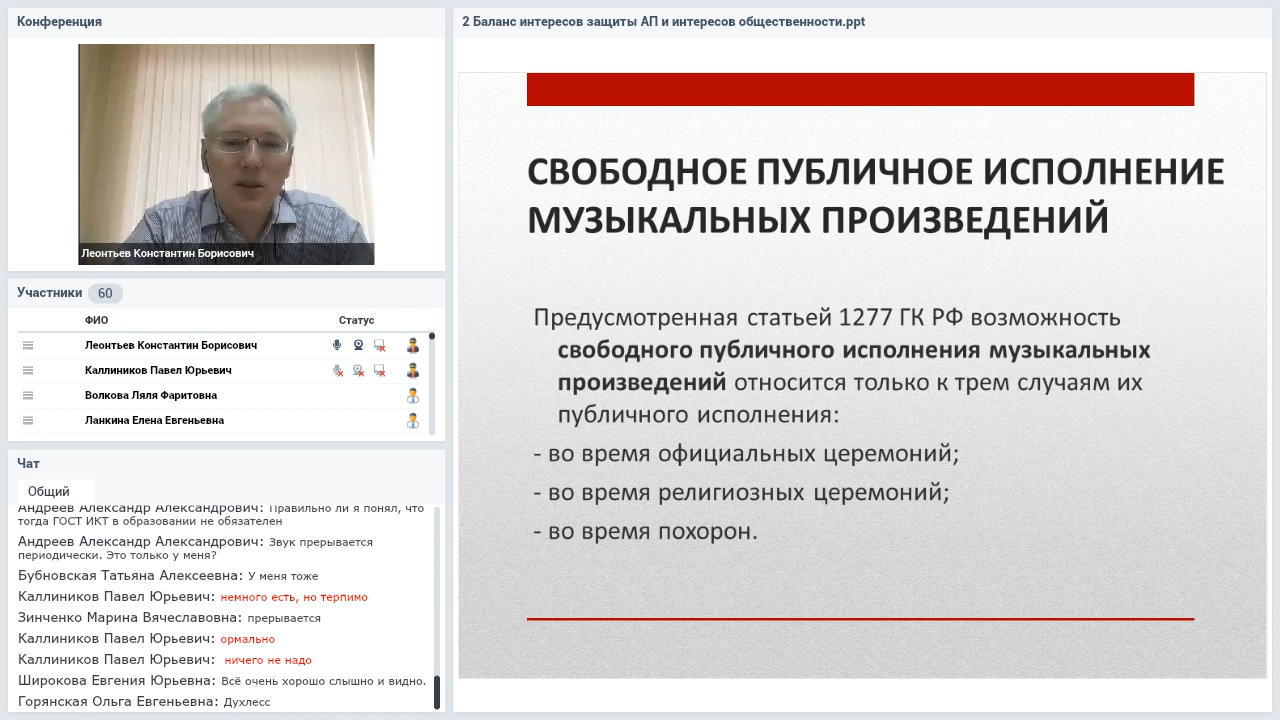 Конференция
Леонтьев Константин Борисович
Участники 60
ФИО Статус
Леонтьев Константин Борисович
Каллиников Павел Юрьевич
Волкова Ляля Фаритовна
Ланкина Елена Евгеньевна
Чат
Общий
Андреев Александр Александрович: Правильно ли я понял, что
тогда ГОСТ ИКТ в образовании не обязателен
Андреев Александр Александрович: Звук прерывается
периодически. Это только у меня?
Бубновская Татьяна Алексеевна: У меня тоже
Каллиников Павел Юрьевич: немного есть, но терпимо
Зинченко Марина Вячеславовна: прерывается
Каллиников Павел Юрьевич: ормально
Каллиников Павел Юрьевич: ничего не надо
Широкова Евгения Юрьевна: Всё очень хорошо слышно и видно.
Горянская Ольга Евгеньевна: Духлесс
2 Баланс интересов защиты АП и интересов общественности.ppt
СВОБОДНОЕ ПУБЛИЧНОЕ ИСПОЛНЕНИЕ
МУЗЫКАЛЬНЫХ ПРОИЗВЕДЕНИЙ
Предусмотренная статьей 1277 ГК РФ возможность
свободного публичного исполнения музыкальных
произведений относится только к трем случаям их
публичного исполнения:
- во время официальных церемоний;
- во время религиозных церемоний;
- во время похорон.